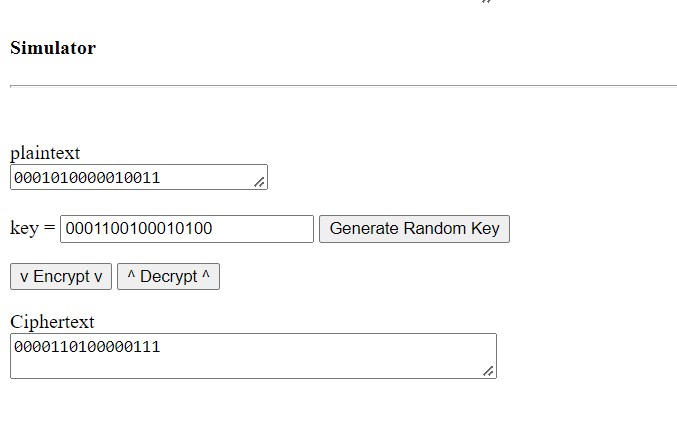 Simulator
plaintext
0001010000010011
key = 0001100100010100 Generate Random Key
v Encrypt v ^ Decrypt ^
Ciphertext
0000110100000111